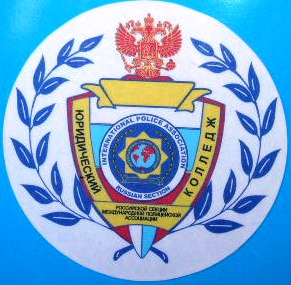 ЮРИДИЧЕСКИЙ
КОЛЛЕДЖ
INTERNATIONAL POLICE ASSOCIATION
RUSSIAN SECTION
РОССИЙСКОЙ СЕКЦИИ
МЕЖДУНАРОДНОЙ ПОЛИЦЕЙСКОЙ
АССОЦИАЦИИ